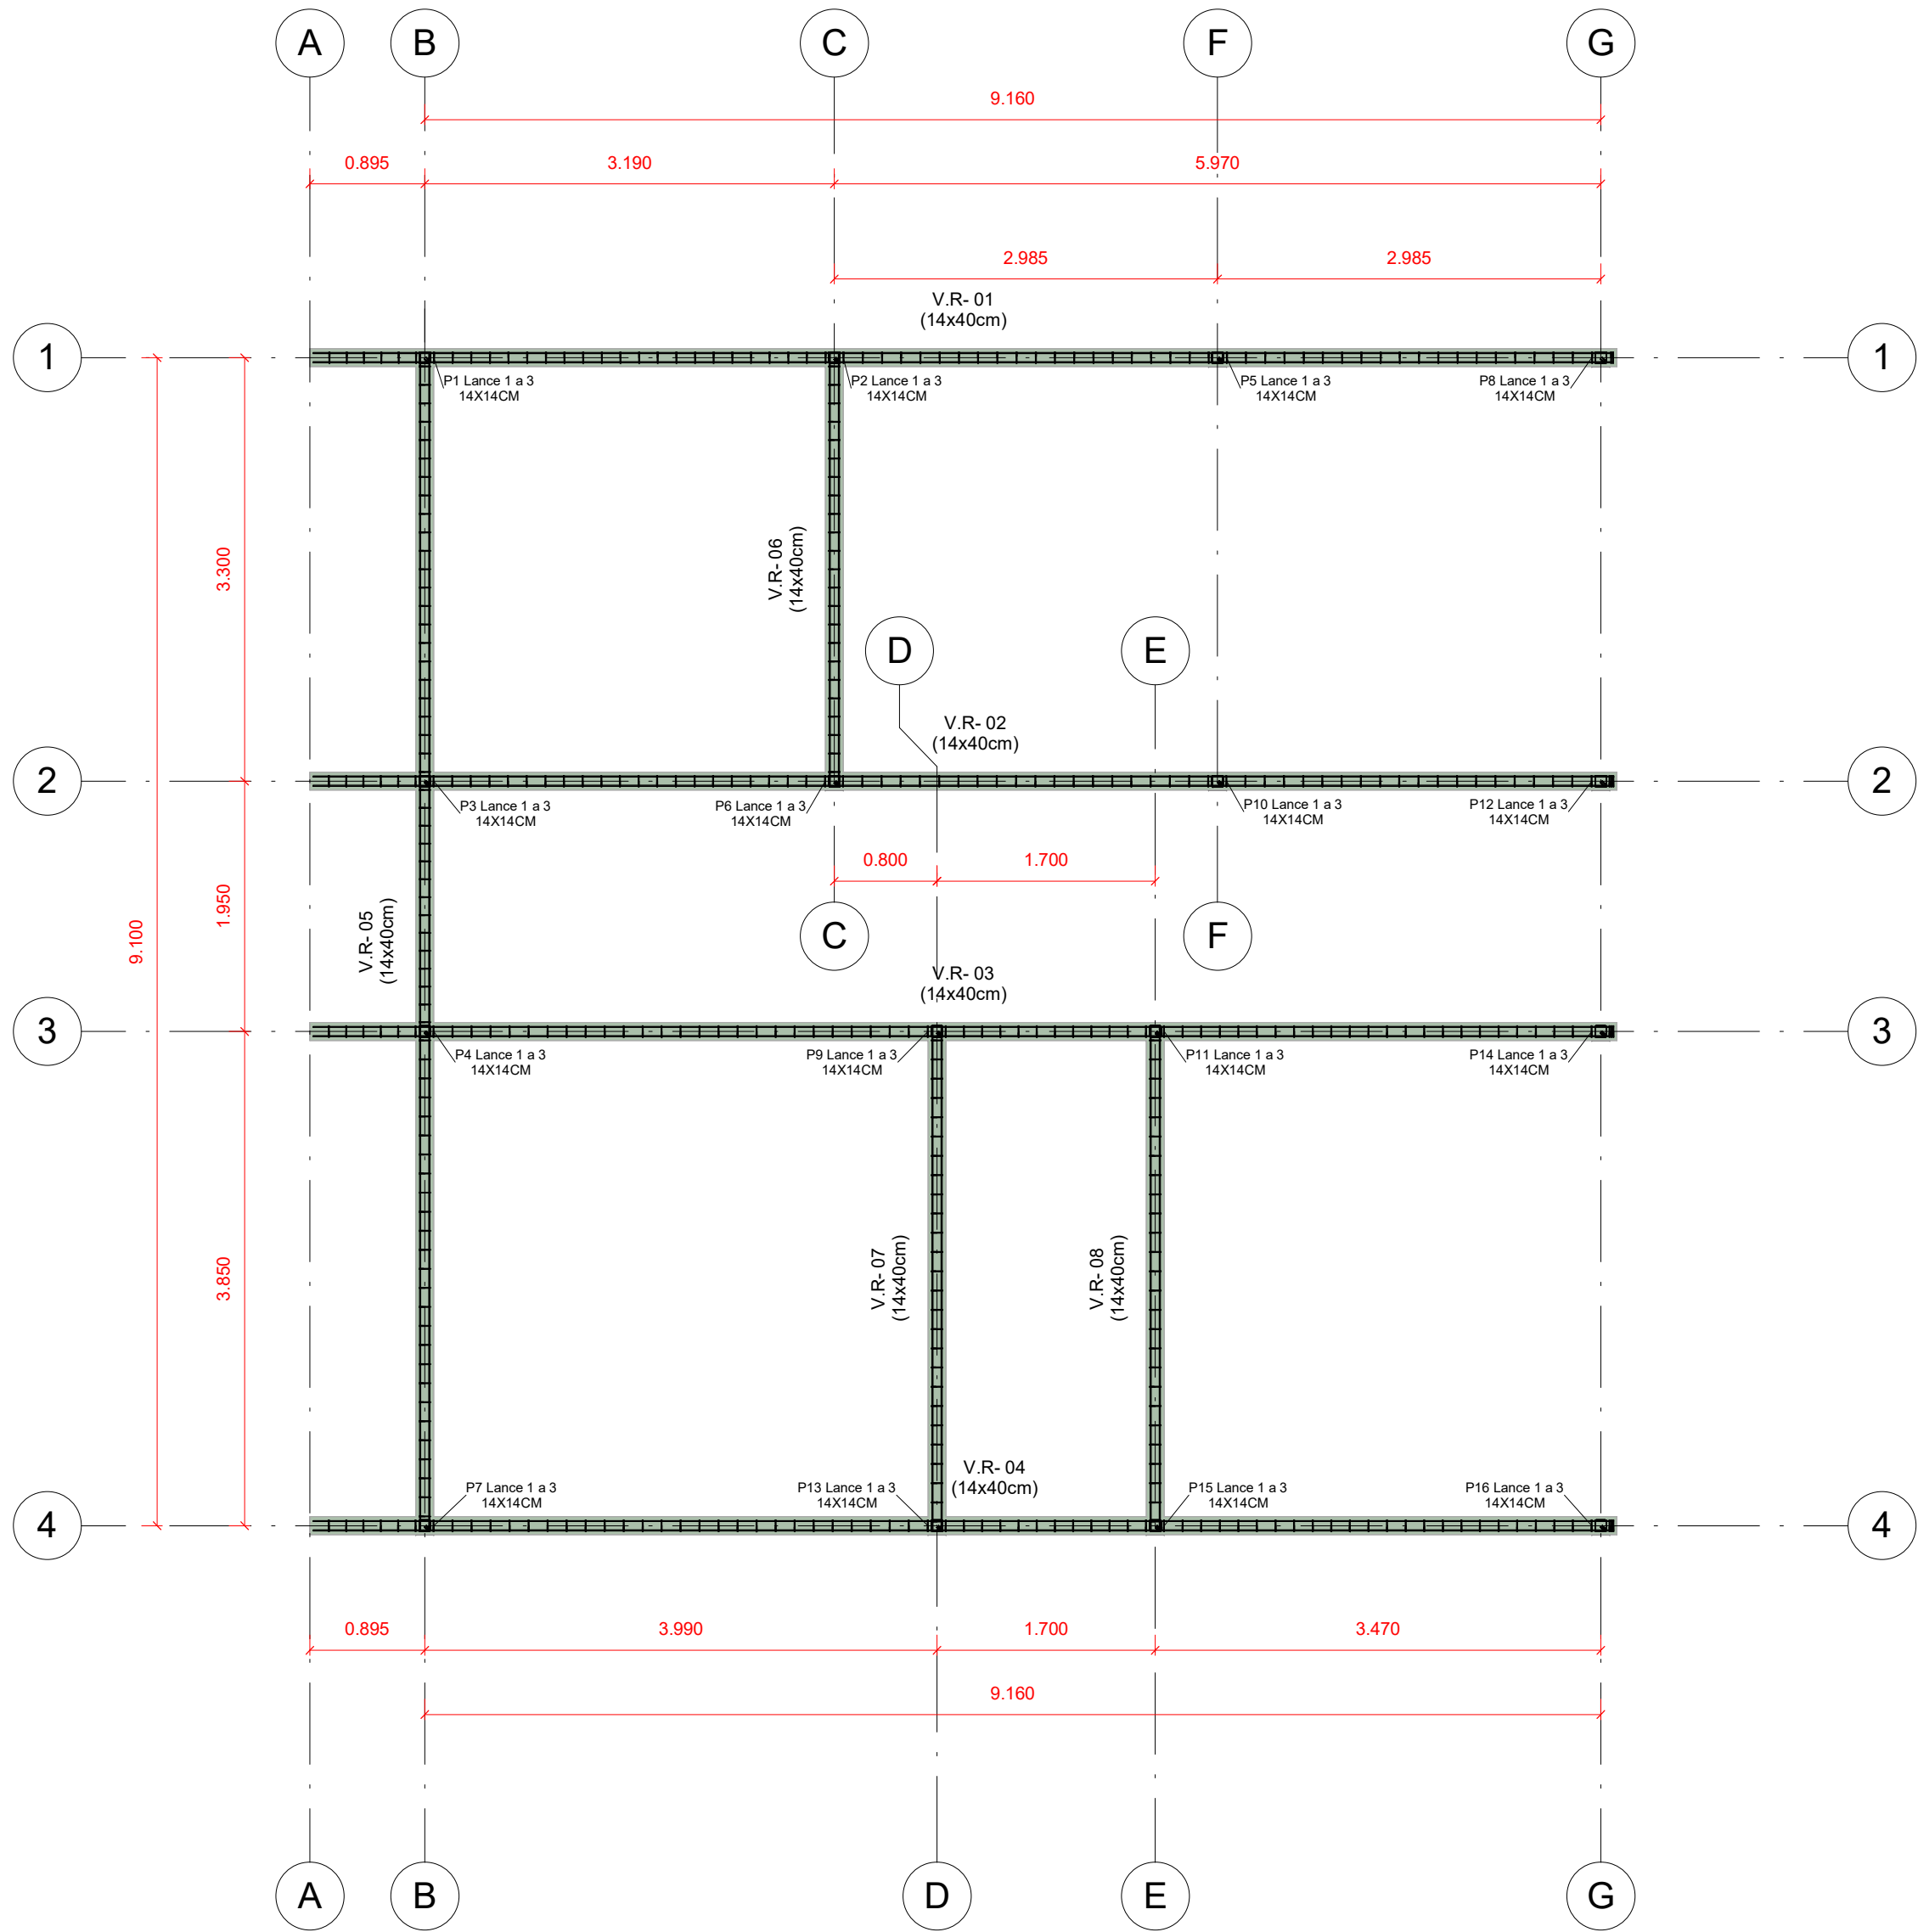 A B C F G
9.160
0.895 3.190 5.970
2.985 2.985
V.R- 01
(14x40cm)
1 1
P1 Lance 1 a 3
14X14CM
P2 Lance 1 a 3
14X14CM
P5 Lance 1 a 3
14X14CM
P8 Lance 1 a 3
14X14CM
3.300
V.R- 06
(14x40cm)
D E
V.R- 02
(14x40cm)
2 2
P3 Lance 1 a 3
14X14CM
P6 Lance 1 a 3
14X14CM
P10 Lance 1 a 3
14X14CM
P12 Lance 1 a 3
14X14CM
0.800 1.700
9.100
1.950
V.R- 05
(14x40cm)
C F
V.R- 03
(14x40cm)
3 3
P4 Lance 1 a 3
14X14CM
P9 Lance 1 a 3
14X14CM
P11 Lance 1 a 3
14X14CM
P14 Lance 1 a 3
14X14CM
3.850
V.R- 07
(14x40cm)
V.R- 08
(14x40cm)
V.R- 04
(14x40cm)
P7 Lance 1 a 3
14X14CM
P13 Lance 1 a 3
14X14CM
P15 Lance 1 a 3
14X14CM
P16 Lance 1 a 3
14X14CM
4 4
0.895 3.990 1.700 3.470
9.160
A B D E G